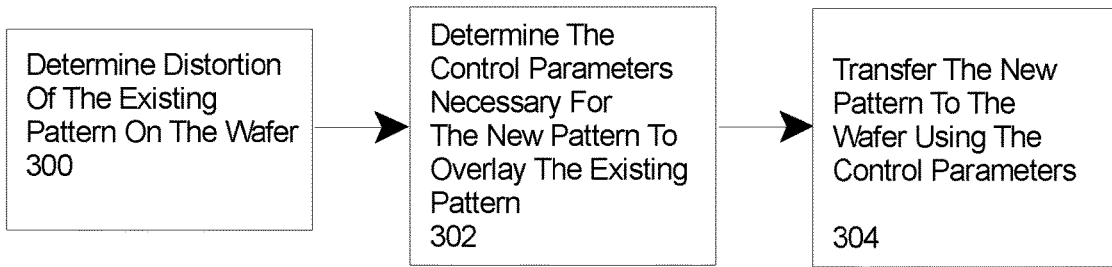 Determine Distortion
Of The Existing
Pattern On The Wafer
300
Determine The
Control Parameters
Necessary For
The New Pattern To
Overlay The Existing
Pattern
302
Transfer The New
Pattern To The
Wafer Using The
Control Parameters
304